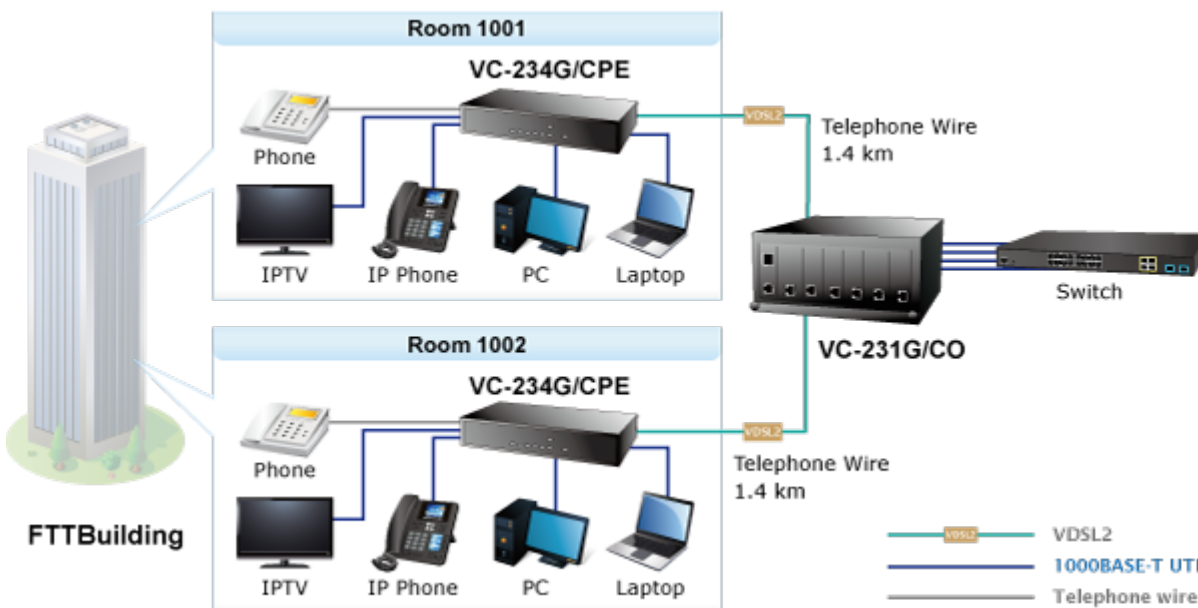 Room 1001
VC-234G/CPE
Phone
IPTV
IP Phone
PC
Laptop
VDSL2
Telephone Wire
1.4 km
Switch
VC-231G/CO
Room 1002
VC-234G/CPE
Phone
IPTV
IP Phone
PC
Laptop
VDSL2
Telephone Wire
1.4 km
FTTBuilding
VDSL2
VDSL2
1000BASE-T UT
Telephone wire